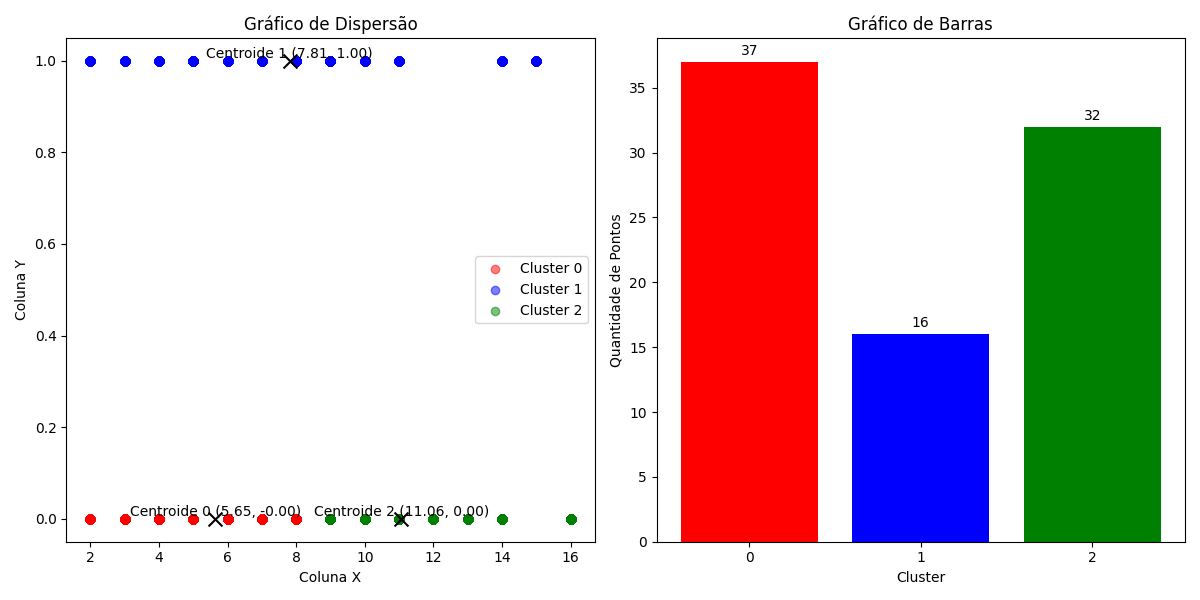 Gráfico de Dispersão
Centroide 1 (7.81, 1.00)
1.0
0.8
0.6
0.4
0.2
0.0
Coluna Y
Cluster 0
Cluster 1
Cluster 2
Centroide 0 (5.65, -0.00)
Centroide 2 (11.06, 0.00)
2 4 6 8 10 12 14 16
Coluna X
Gráfico de Barras
37
16
32
35
30
25
20
15
10
5
0
Quantidade de Pontos
0 1 2
Cluster